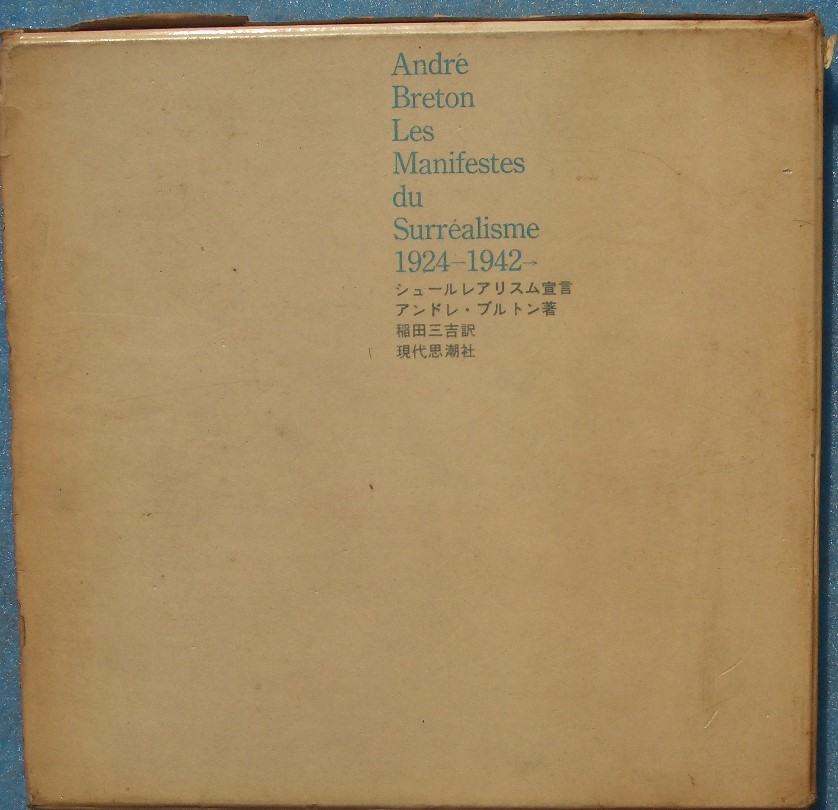 André
Breton
Les
Manifestes
du
Surréalisme
1924–1942→
シュールレアリスム宣言
アンドレ・ブルトン著
稲田三吉訳
現代思潮社